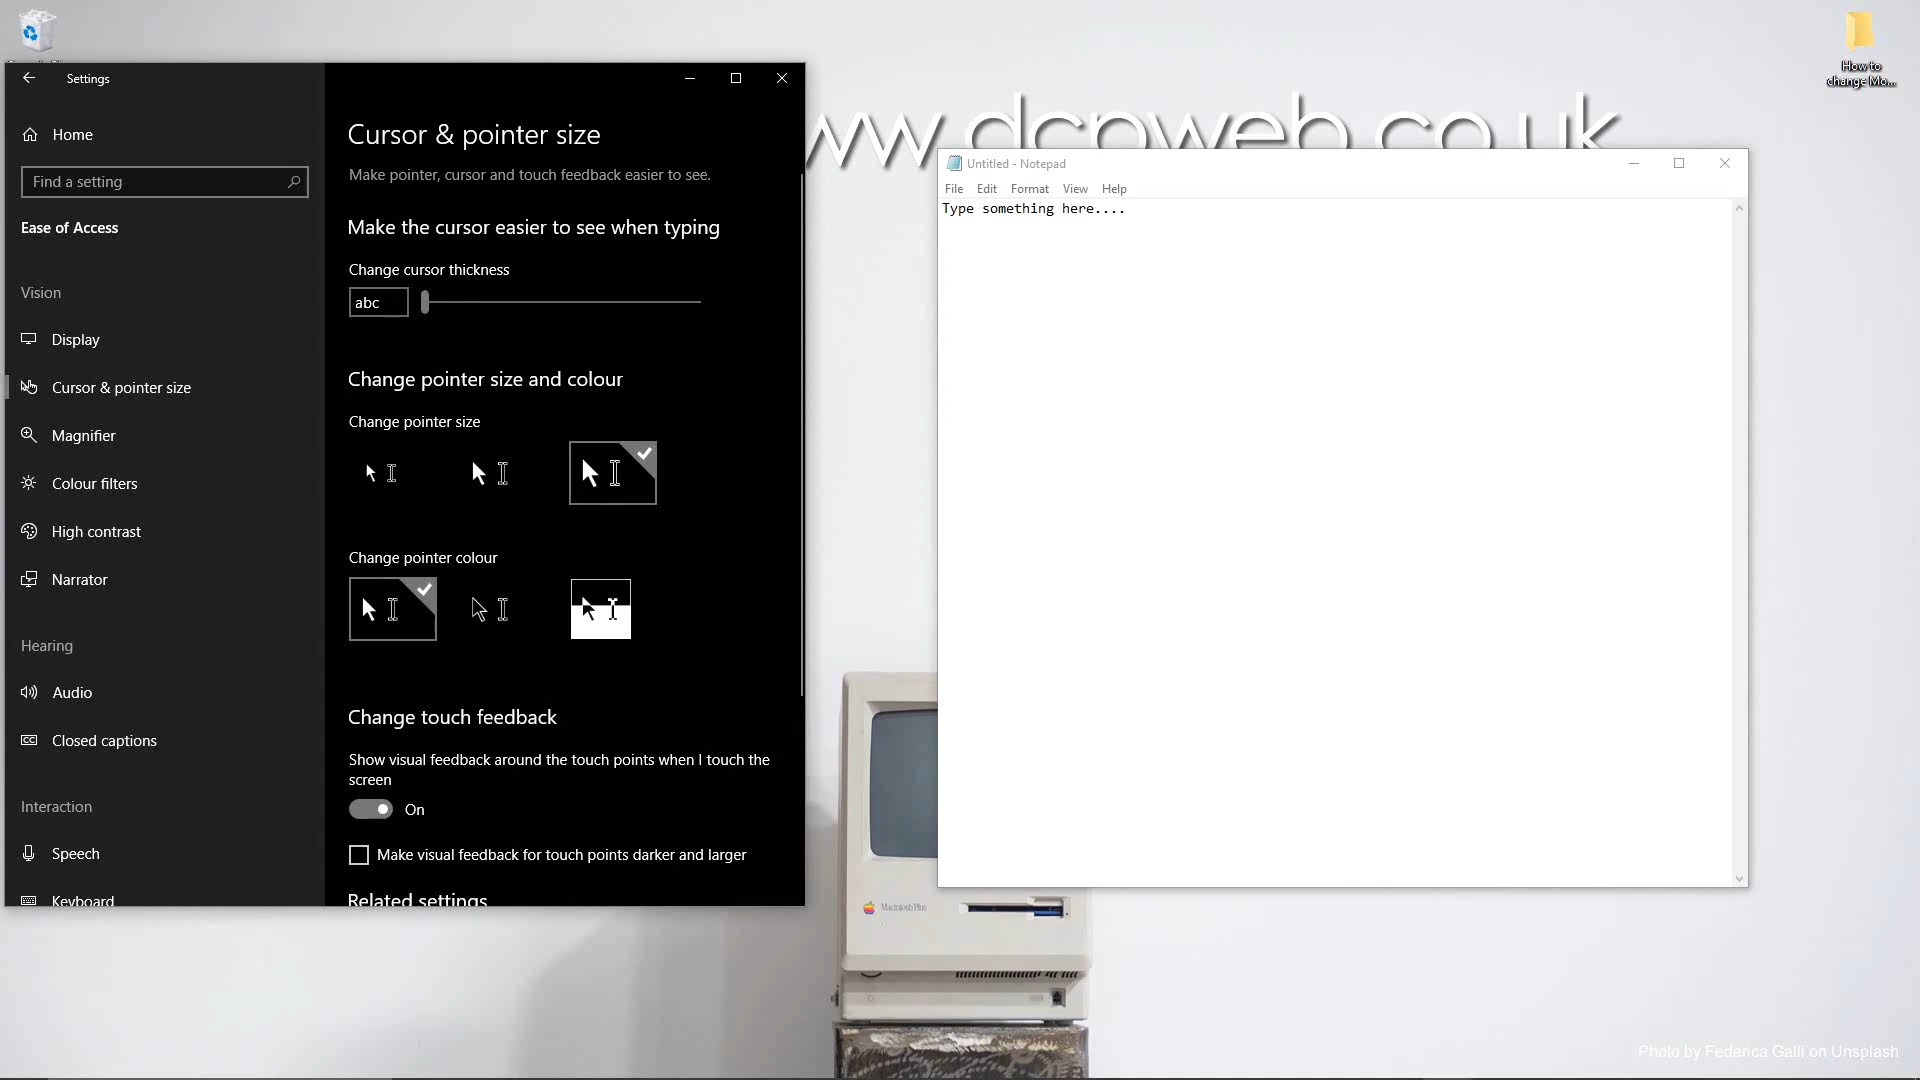 Settings
Home
Find a setting
Ease of Access
Vision
Display
Cursor & pointer size
Magnifier
Colour filters
High contrast
Narrator
Hearing
Audio
Closed captions
Interaction
Speech
Keyboard
Cursor & pointer size
Make pointer, cursor and touch feedback easier to see.
Make the cursor easier to see when typing
Change cursor thickness
abc
Change pointer size and colour
Change pointer size
Change pointer colour
Change touch feedback
Show visual feedback around the touch points when I touch the
screen
On
Make visual feedback for touch points darker and larger
Related settings
ww.dcpweb.co.uk
Untitled - Notepad
File Edit Format View Help
Type something here....
How to
change Mo...
Macintosh Plus
Photo by Federica Galli on Unsplash